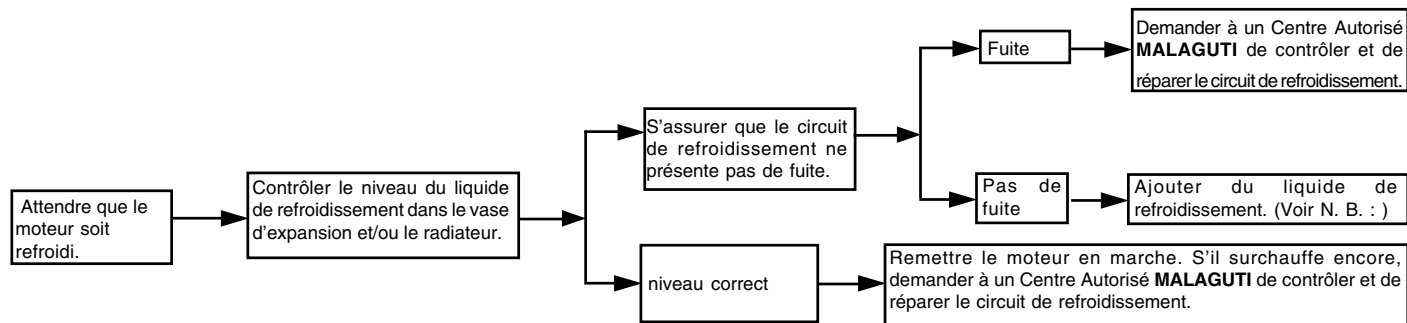 Attendre que le
moteur soit
refroidi.
Contrôler le niveau du liquide
de refroidissement dans le vase
d'expansion et/ou le radiateur.
S'assurer que le circuit
de refroidissement ne
présente pas de fuite.
Fuite
Demander à un Centre Autorisé
MALAGUTI de contrôler et de
réparer le circuit de refroidissement.
Pas de
fuite
Ajouter du liquide de
refroidissement. (Voir N. B. : )
niveau correct
Remettre le moteur en marche. S'il surchauffe encore,
demander à un Centre Autorisé MALAGUTI de contrôler et de
réparer le circuit de refroidissement.